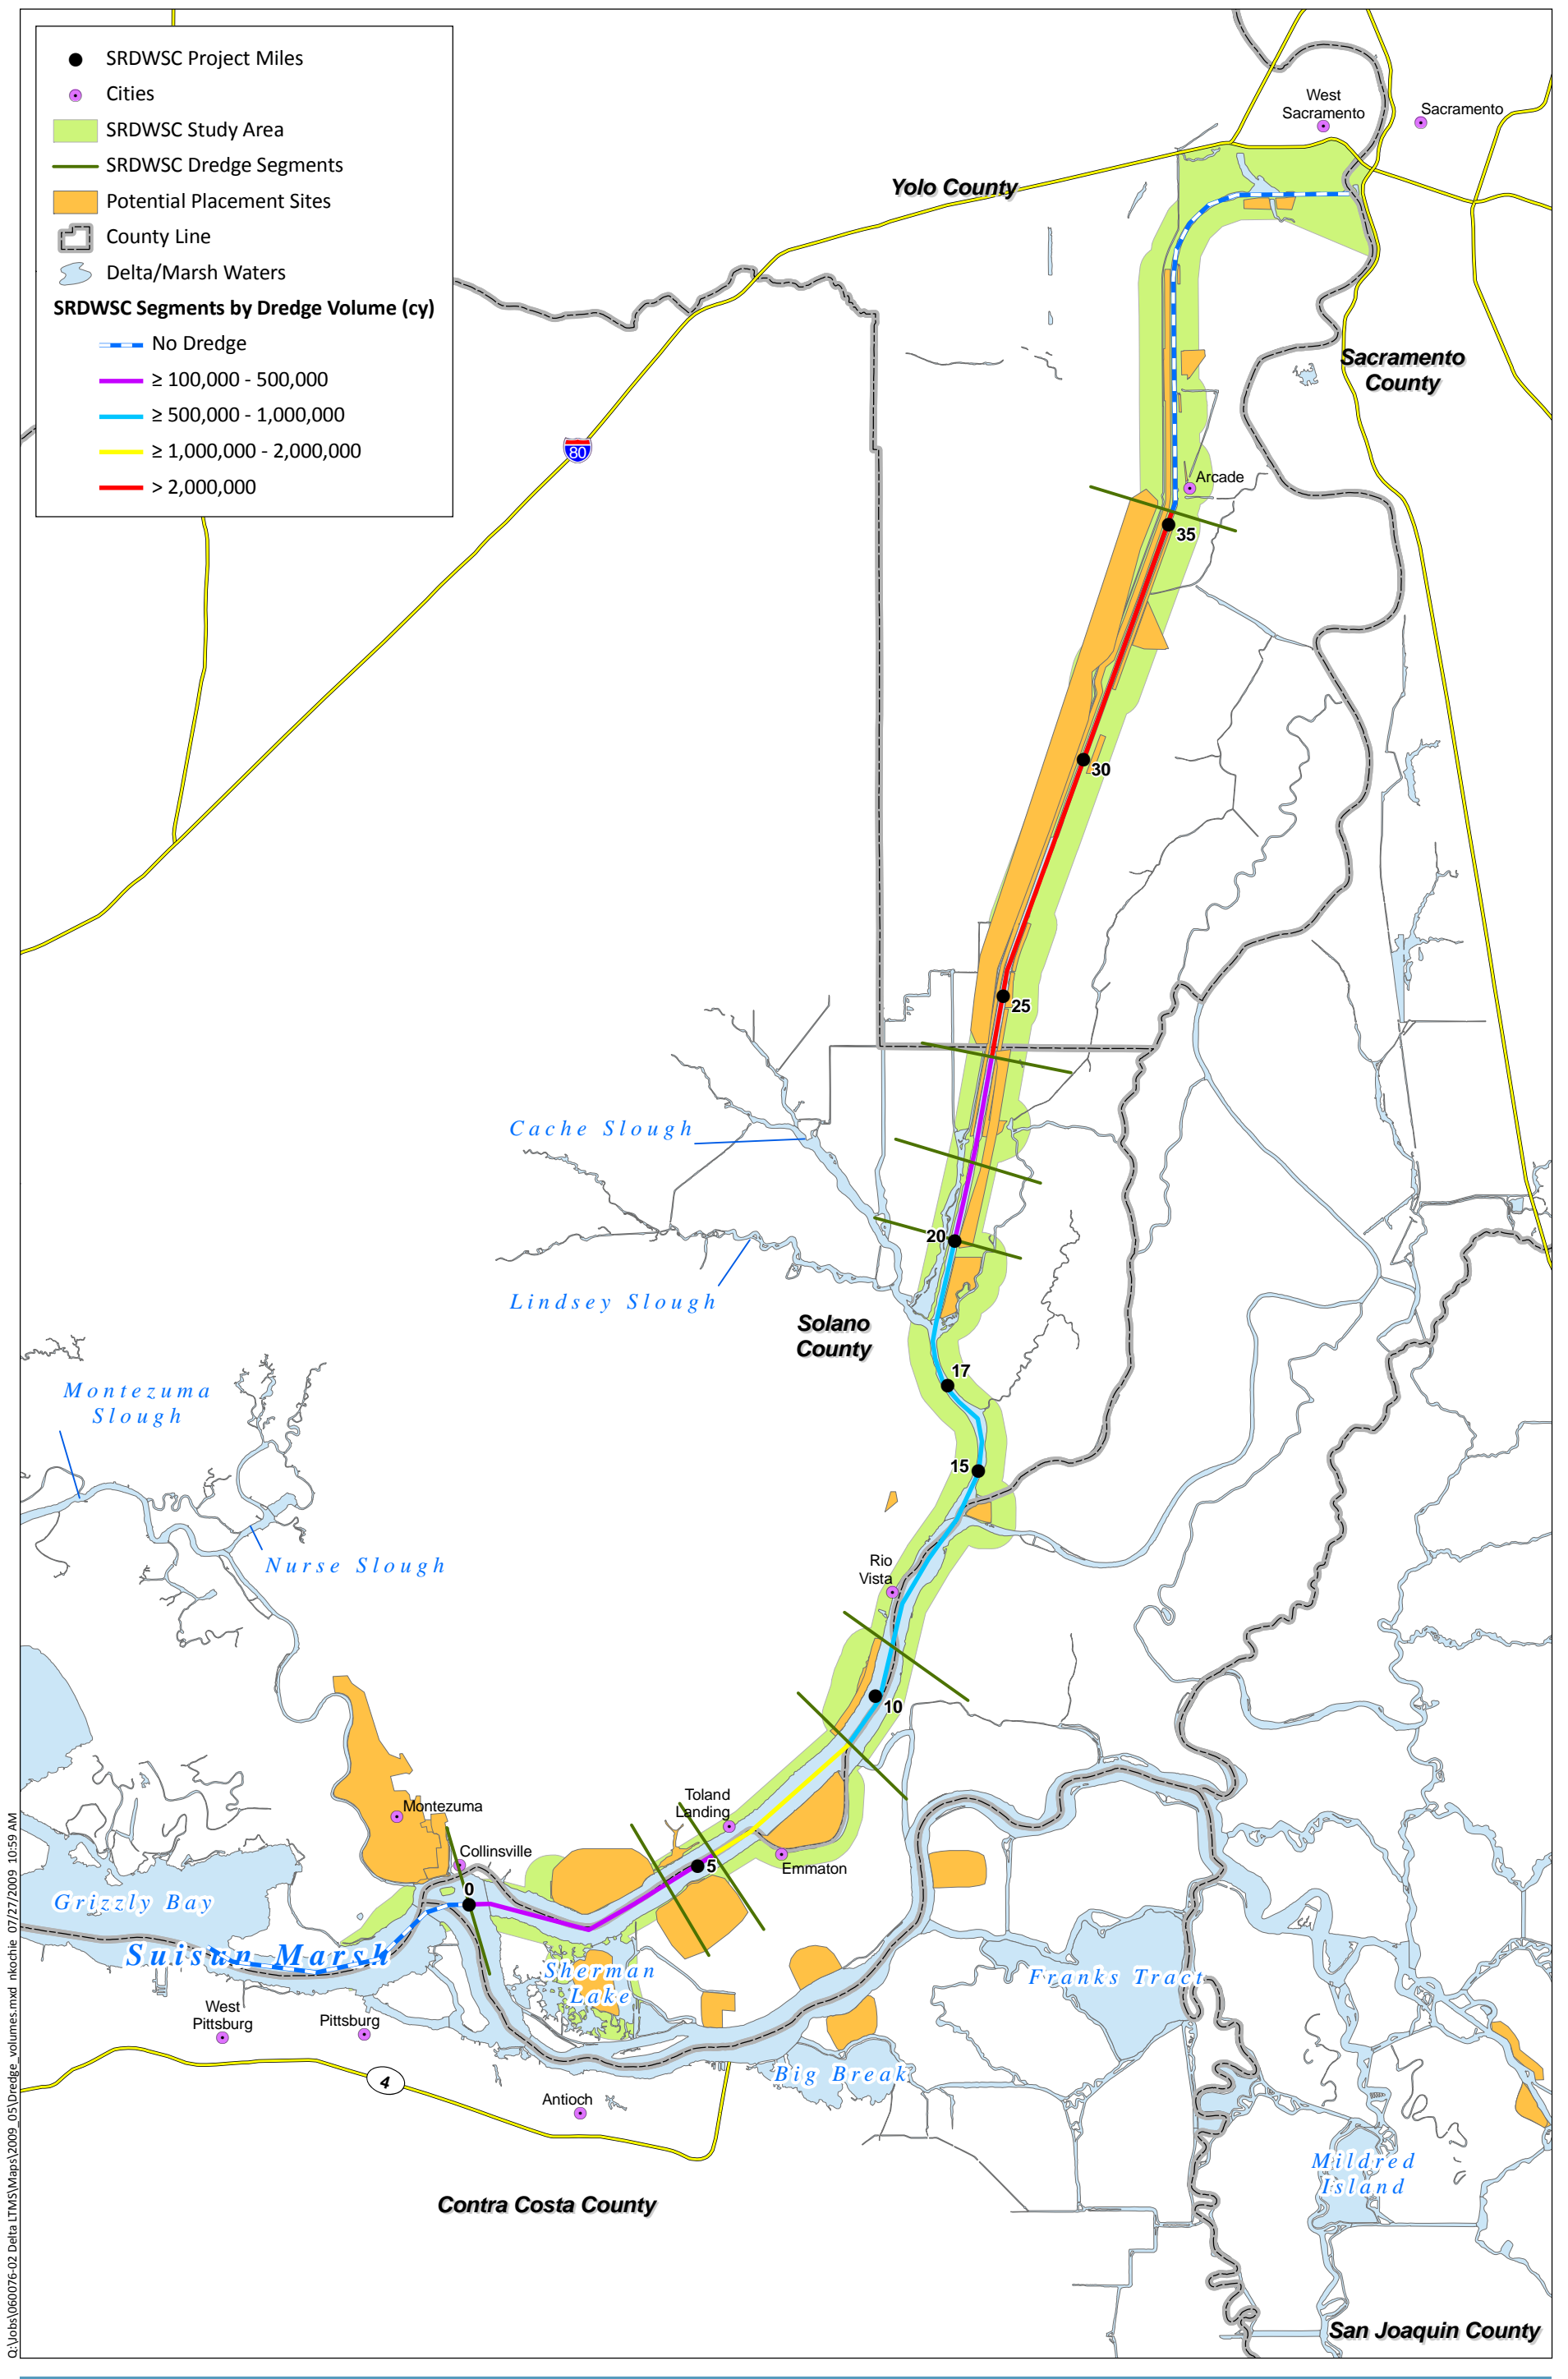 SRDWSC Project Miles
Cities
SRDWSC Study Area
SRDWSC Dredge Segments
Potential Placement Sites
County Line
Delta/Marsh Waters
SRDWSC Segments by Dredge Volume (cy)
No Dredge
≥ 100,000 - 500,000
≥ 500,000 - 1,000,000
≥ 1,000,000 - 2,000,000
> 2,000,000
West
Sacramento
Sacramento
Yolo County
Sacramento
County
80
Arcade
35
30
25
Cache Slough
20
Lindsey Slough
Solano
County
17
Montezuma
Slough
15
Nurse Slough
Rio
Vista
10
Toland
Landing
Montezuma
Collinsville
5
Emmaton
0
Grizzly Bay
Suisun Marsh
Sherman
Lake
Franks Tract
West
Pittsburg
Pittsburg
Big Break
4
Antioch
Mildred
Island
Contra Costa County
San Joaquin County
Q:\Jobs\060076-02 Delta LTMS\Maps\2009_05\Dredge_volumes.mxd nkochie 07/27/2009 10:59 AM